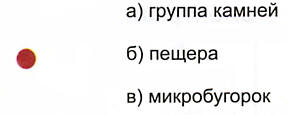 а) группа камней
б) пещера
в) микробугорок